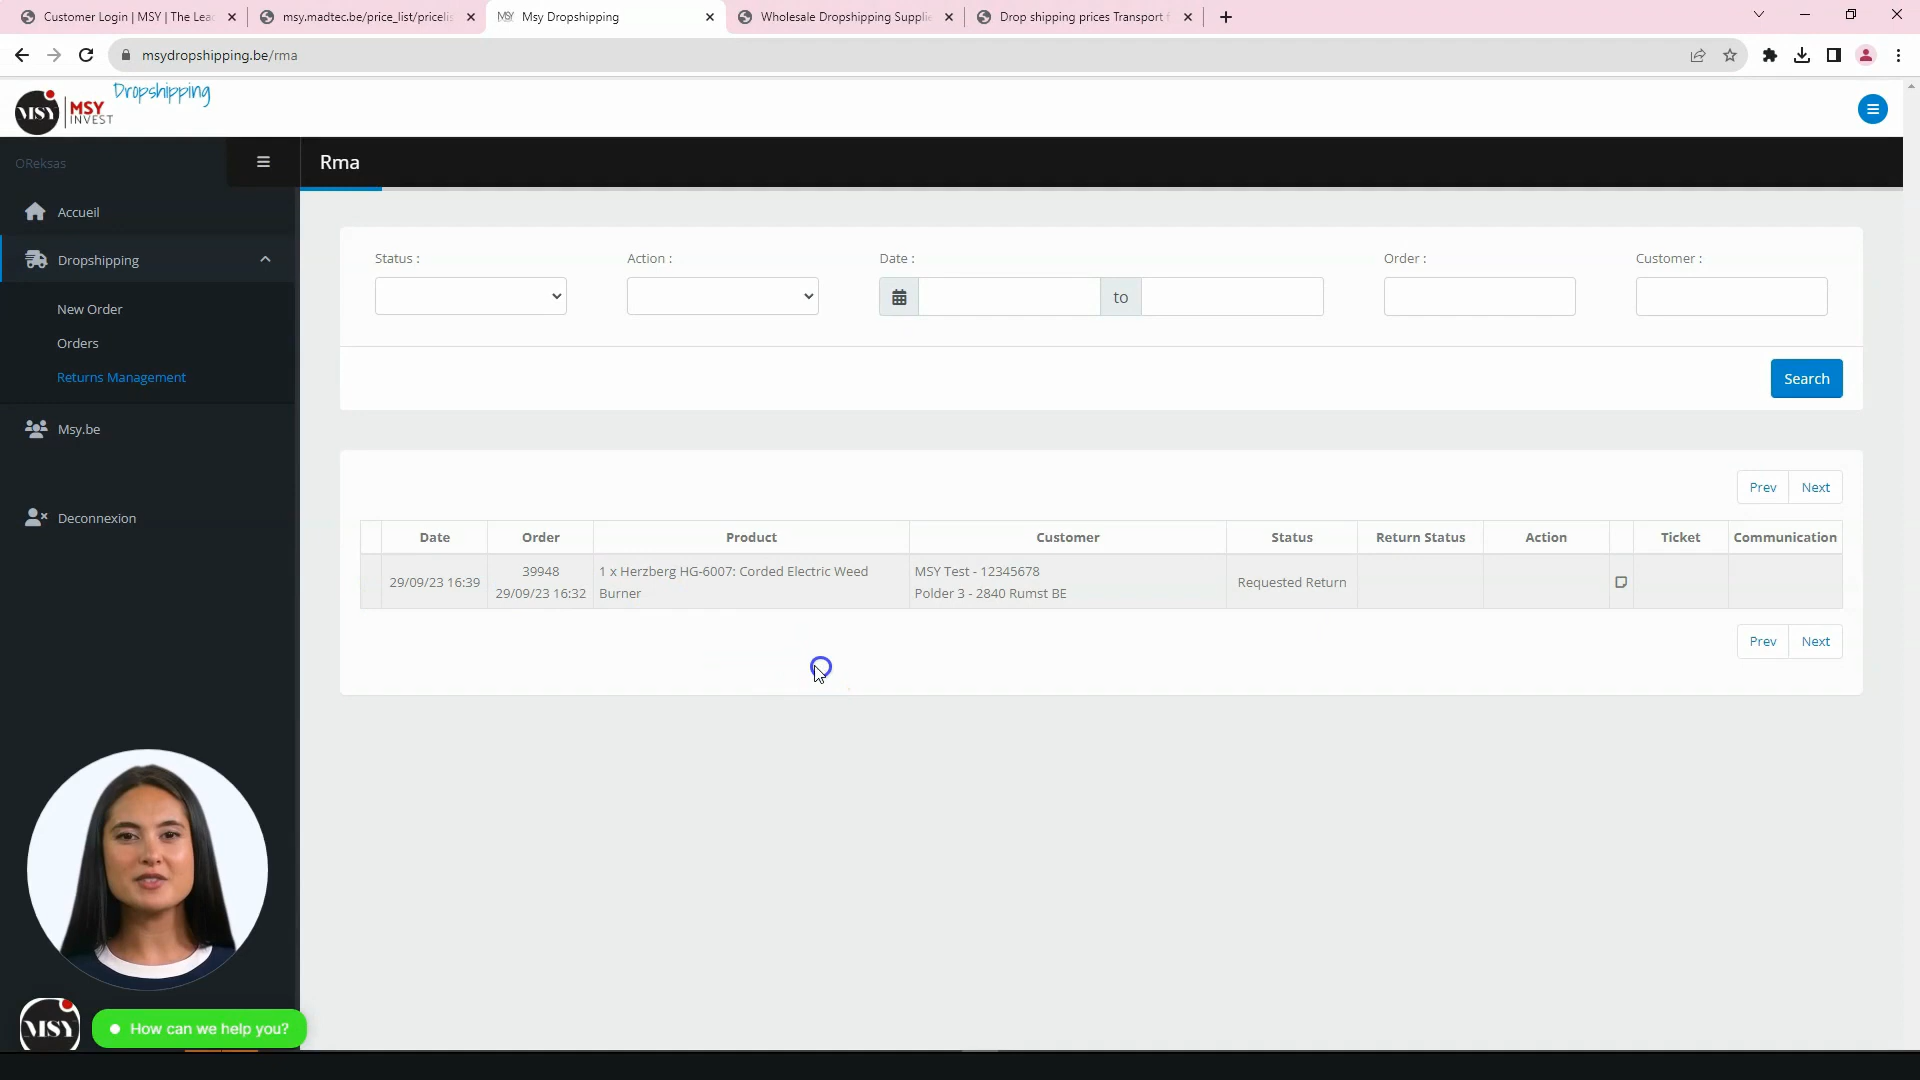 Customer Login | MSY | The Lea
msy.madtec.be/price_list/pricelis
MSY Msy Dropshipping
Wholesale Dropshipping Supplie
Drop shipping prices Transport f
msydropshipping.be/rma
Dropshipping
MSY MSY
INVEST
OReksas
Rma
Accueil
Dropshipping
New Order
Orders
Returns Management
Msy.be
Deconnexion
Status : Action : Date : Order : Customer :
to
Search
Prev Next
Date Order Product Customer Status Return Status Action Ticket Communication
29/09/23 16:39 39948 1 x Herzberg HG-6007: Corded Electric Weed MSY Test - 12345678 Requested Return
29/09/23 16:32 Burner Polder 3 - 2840 Rumst BE
Prev Next
MSY How can we help you?